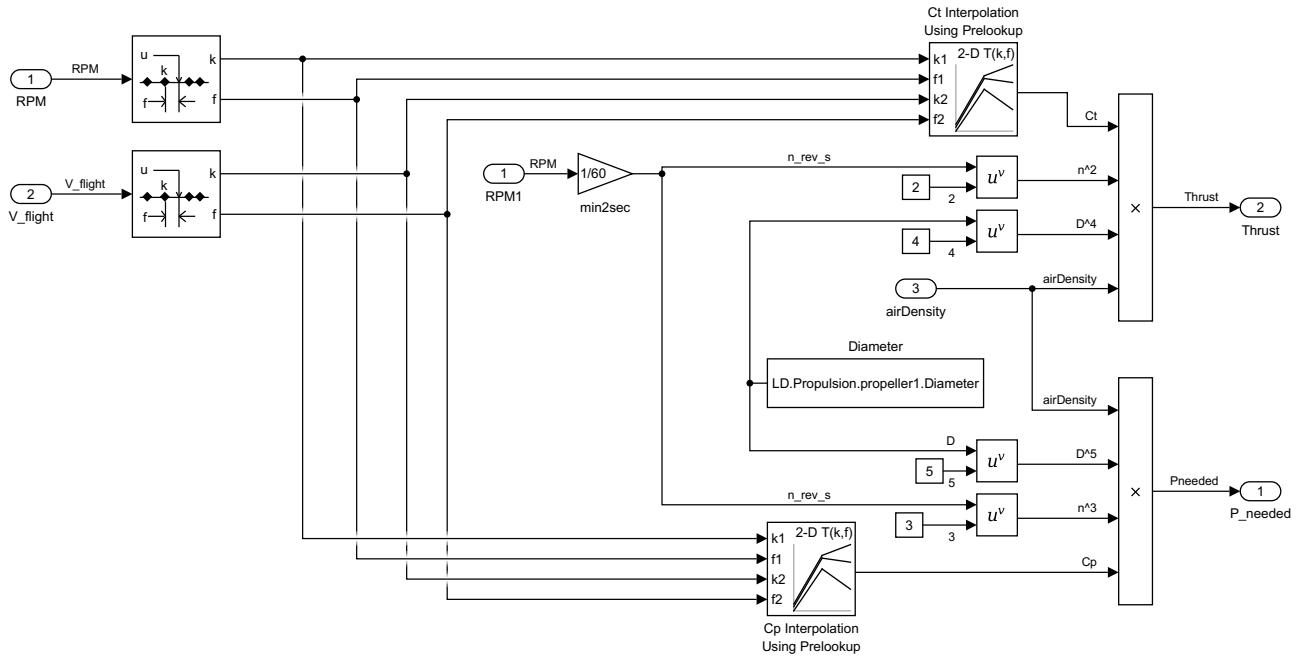 Ct Interpolation
Using Prelookup
2-D T(k,f)
k1
f1
k2
f2
u
k
f
k
f
1
RPM
RPM
Ct
u
k
f
k
f
2
V_flight
V_flight
1
RPM
RPM1
1/60
min2sec
n_rev_s
2
2
u^v
n^2
4
4
u^v
D^4
×
Thrust
2
Thrust
3
airDensity
airDensity
Diameter
LD.Propulsion.propeller1.Diameter
airDensity
D
5
5
u^v
D^5
n_rev_s
3
3
u^v
n^3
×
Pneeded
1
P_needed
2-D T(k,f)
k1
f1
k2
f2
Cp
Cp Interpolation
Using Prelookup